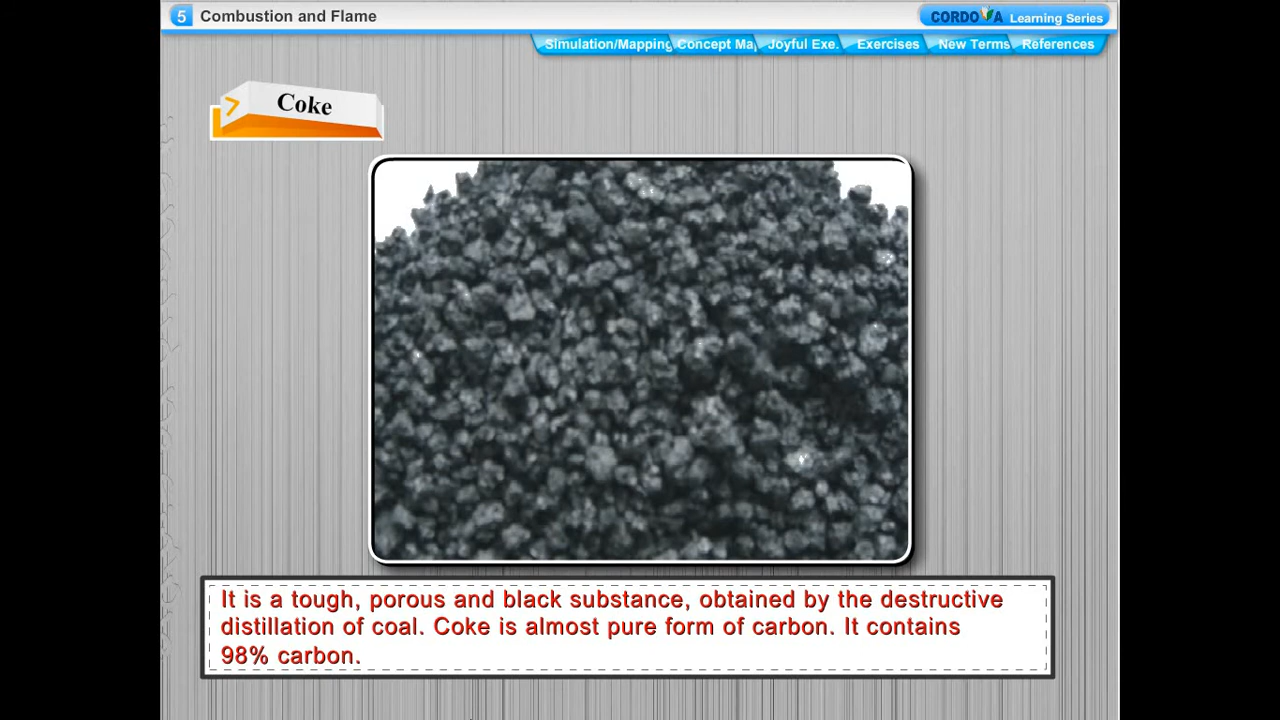 5 Combustion and Flame
CORDOVA Learning Series
Simulation/Mapping Concept Ma Joyful Exe. Exercises New Terms References
Coke
It is a tough, porous and black substance, obtained by the destructive
distillation of coal. Coke is almost pure form of carbon. It contains
98% carbon.